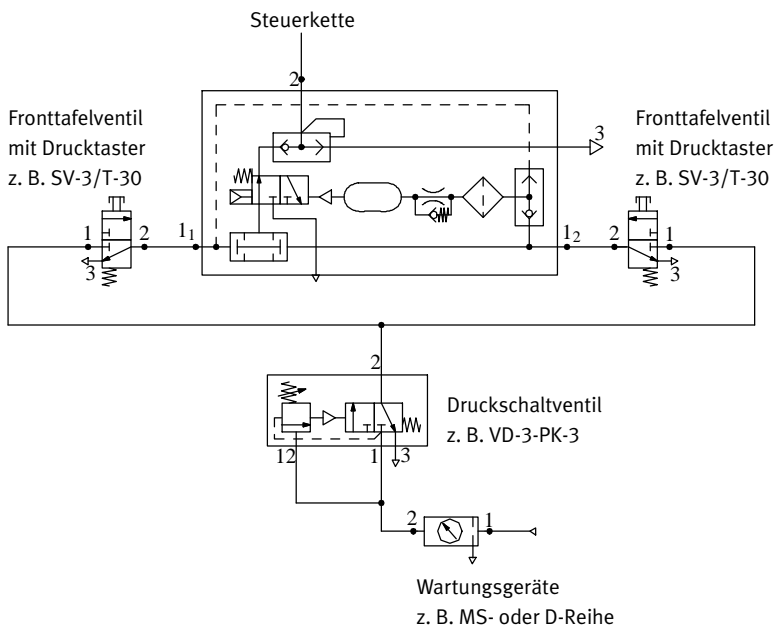 Steuerkette
2
Fronttafelventil
mit Drucktaster
z. B. SV-3/T-30
3
Fronttafelventil
mit Drucktaster
z. B. SV-3/T-30
1
2
3
1₁
1₂
2
1
3
2
Druckschaltventil
z. B. VD-3-PK-3
12
1
3
2
1
Wartungsgeräte
z. B. MS- oder D-Reihe